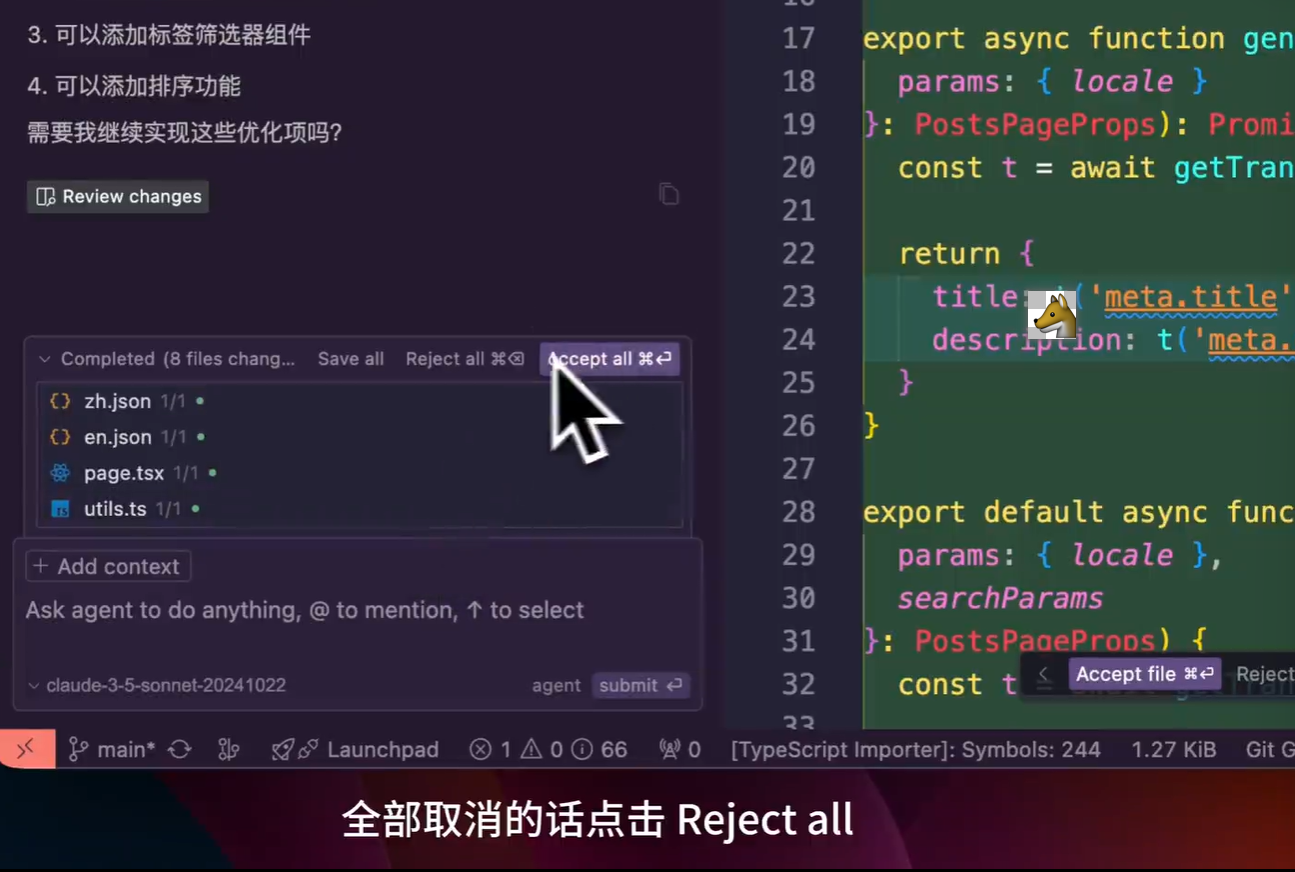 3. 可以添加标签筛选器组件
4. 可以添加排序功能
需要我继续实现这些优化项吗?
Review changes
Completed (8 files chang... Save all Reject all ⌘⌫ Accept all ⌘⏎
{} zh.json 1/1
{} en.json 1/1
page.tsx 1/1
TS utils.ts 1/1
+ Add context
Ask agent to do anything, @ to mention, ↑ to select
claude-3-5-sonnet-20241022 agent submit ⏎
17 export async function gen
18 params: { locale }
19 }: PostsPageProps): Promi
20 const t = await getTran
21
22 return {
23 title: t('meta.title'
24 description: t('meta.
25 }
26 }
27
28 export default async func
29 params: { locale },
30 searchParams
31 }: PostsPageProps) {
32 const t
33
Accept file ⌘⏎ Reject
main* Launchpad 1 0 66 0 [TypeScript Importer]: Symbols: 244 1.27 KiB Git G
全部取消的话点击 Reject all